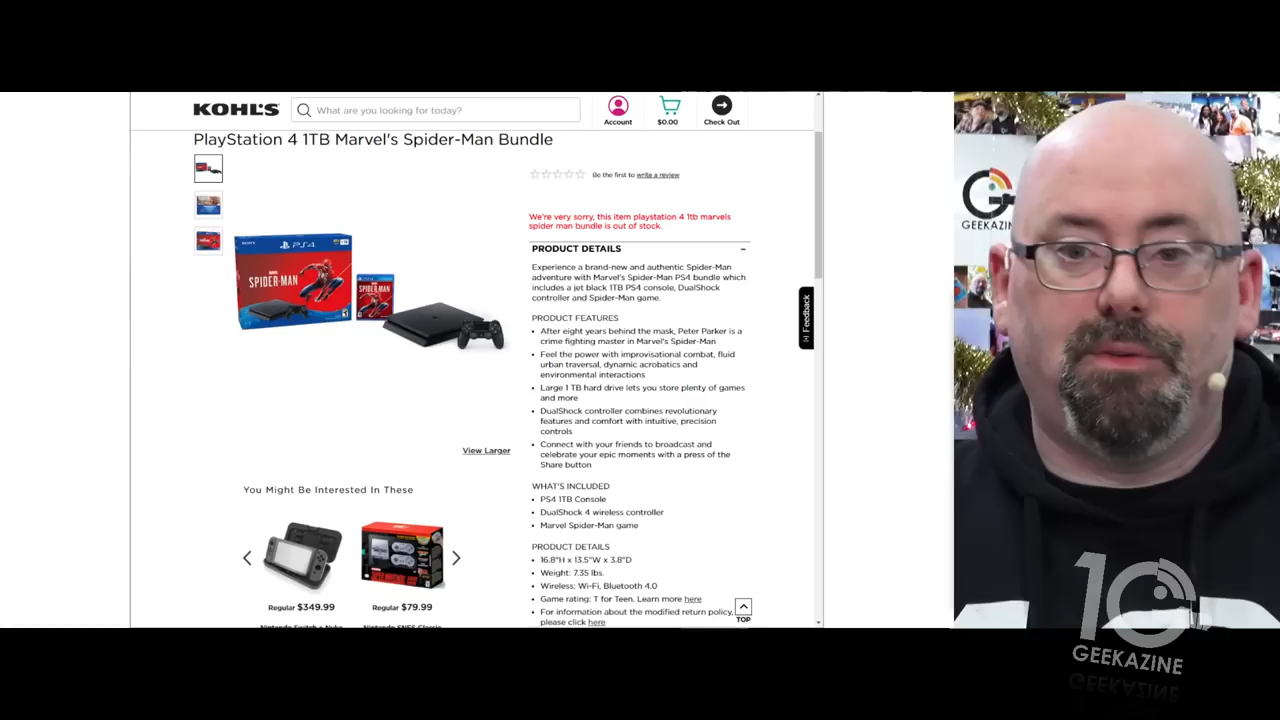 KOHL'S
What are you looking for today?
Account
$0.00
Check Out
PlayStation 4 1TB Marvel's Spider-Man Bundle
Be the first to write a review
We're very sorry, this item playstation 4 1tb marvels
spider man bundle is out of stock.
PRODUCT DETAILS
Experience a brand-new and authentic Spider-Man
adventure with Marvel's Spider-Man PS4 bundle which
includes a jet black 1TB PS4 console, DualShock
controller and Spider-Man game.
PRODUCT FEATURES
• After eight years behind the mask, Peter Parker is a
crime fighting master in Marvel's Spider-Man
• Feel the power with improvisational combat, fluid
urban traversal, dynamic acrobatics and
environmental interactions
• Large 1 TB hard drive lets you store plenty of games
and more
• DualShock controller combines revolutionary
features and comfort with intuitive, precision
controls
• Connect with your friends to broadcast and
celebrate your epic moments with a press of the
Share button
WHAT'S INCLUDED
• PS4 1TB Console
• DualShock 4 wireless controller
• Marvel Spider-Man game
PRODUCT DETAILS
• 16.8"H x 13.5"W x 3.8"D
• Weight: 7.35 lbs.
• Wireless: Wi-Fi, Bluetooth 4.0
• Game rating: T for Teen. Learn more here
• For information about the modified return policy,
please click here
TOP
[+] Feedback
SONY
PS4
SPIDER-MAN
SPIDER-MAN
View Larger
You Might Be Interested In These
Regular $349.99
Regular $79.99
GEEKAZINE
10
GEEKAZINE